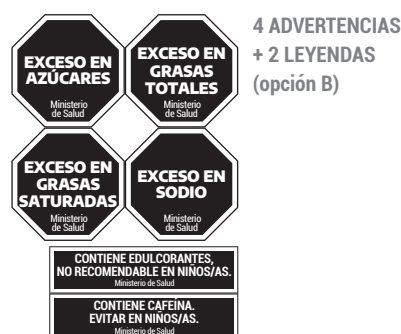 EXCESO EN
AZÚCARES
Ministerio
de Salud
EXCESO EN
GRASAS
TOTALES
Ministerio
de Salud
4 ADVERTENCIAS
+ 2 LEYENDAS
(opción B)
EXCESO EN
GRASAS
SATURADAS
Ministerio
de Salud
EXCESO EN
SODIO
Ministerio
de Salud
CONTIENE EDULCORANTES,
NO RECOMENDABLE EN NIÑOS/AS.
Ministerio de Salud
CONTIENE CAFEÍNA.
EVITAR EN NIÑOS/AS.
Ministerio de Salud